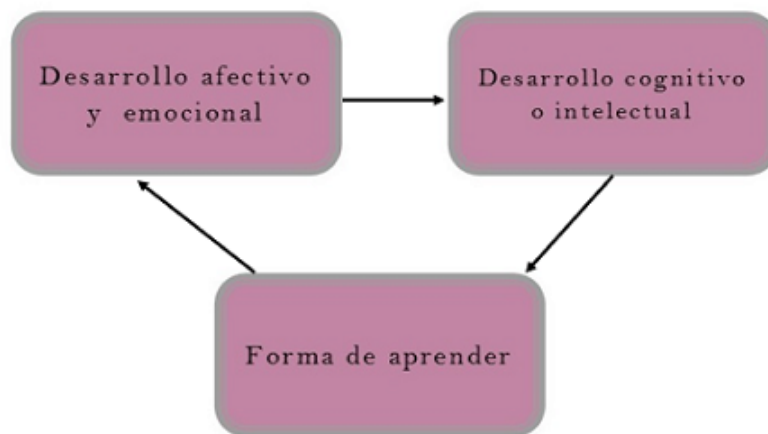 Desarrollo afectivo
y emocional
Desarrollo cognitivo
o intelectual
Forma de aprender